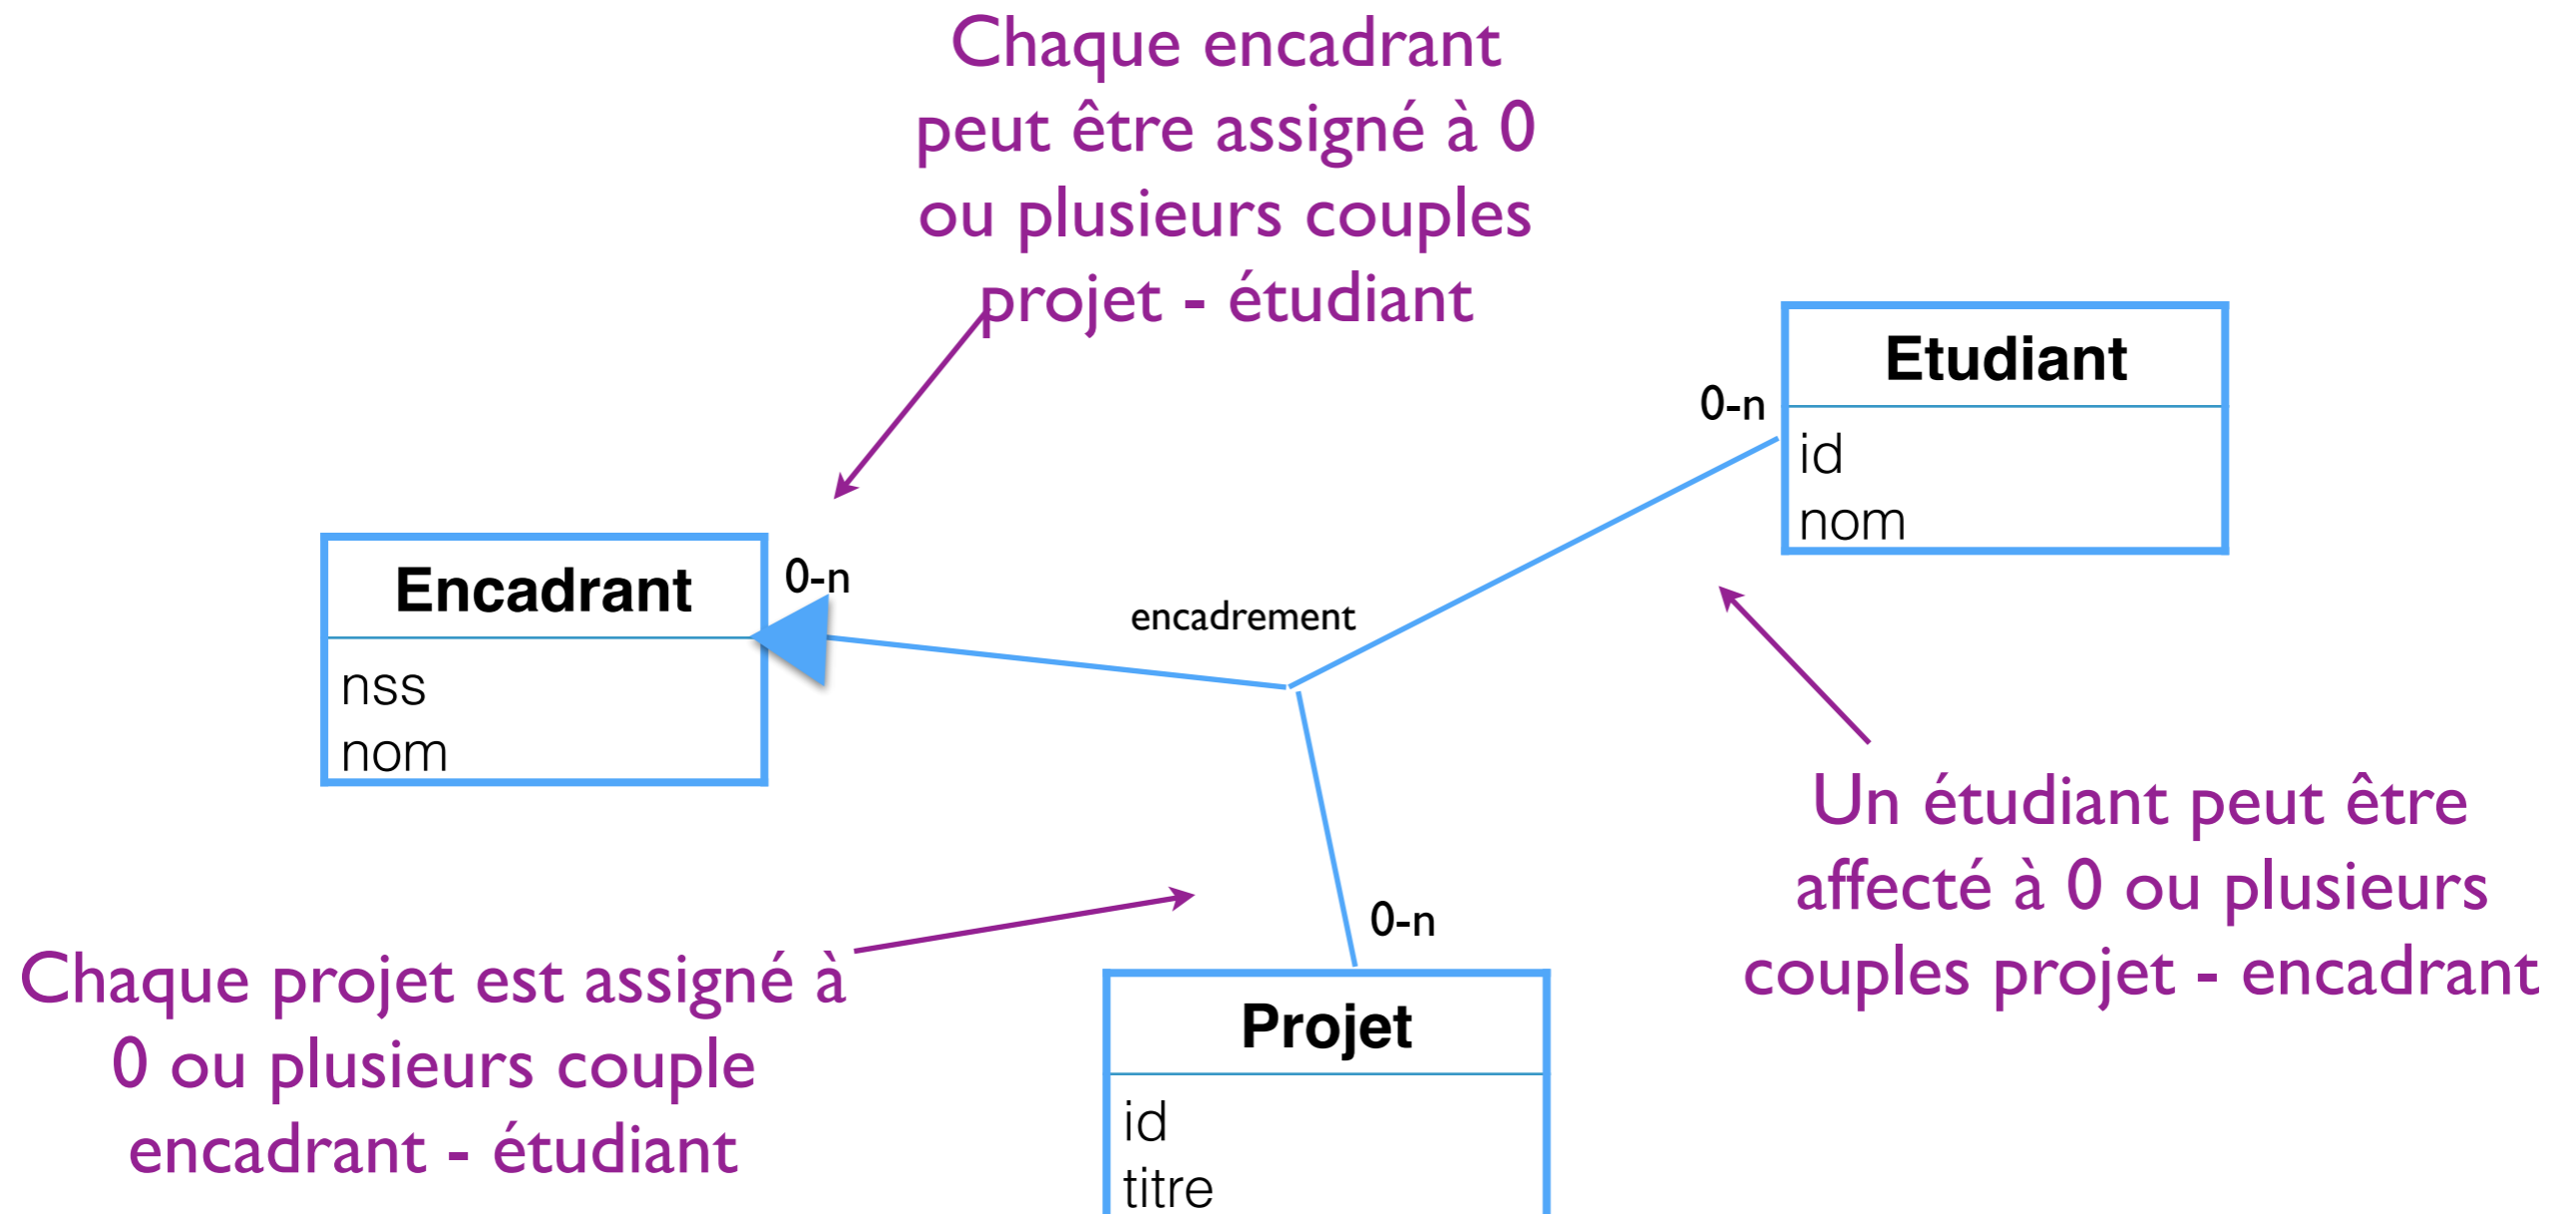 Chaque encadrant
peut être assigné à 0
ou plusieurs couples
projet - étudiant
Etudiant
0-n
id
nom
Encadrant
0-n
nss
nom
encadrement
Un étudiant peut être
affecté à 0 ou plusieurs
couples projet - encadrant
Chaque projet est assigné à
0 ou plusieurs couple
encadrant - étudiant
0-n
Projet
id
titre